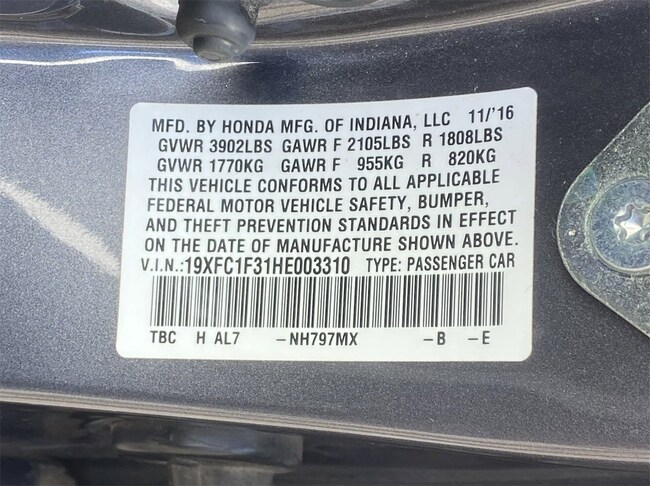 MFD. BY HONDA MFG. OF INDIANA, LLC 11/'16
GVWR 3902LBS GAWR F 2105LBS R 1808LBS
GVWR 1770KG GAWR F 955KG R 820KG
THIS VEHICLE CONFORMS TO ALL APPLICABLE
FEDERAL MOTOR VEHICLE SAFETY, BUMPER,
AND THEFT PREVENTION STANDARDS IN EFFECT
ON THE DATE OF MANUFACTURE SHOWN ABOVE.
V.I.N.:19XFC1F31HE003310 TYPE: PASSENGER CAR
TBC H AL7 –NH797MX –B –E